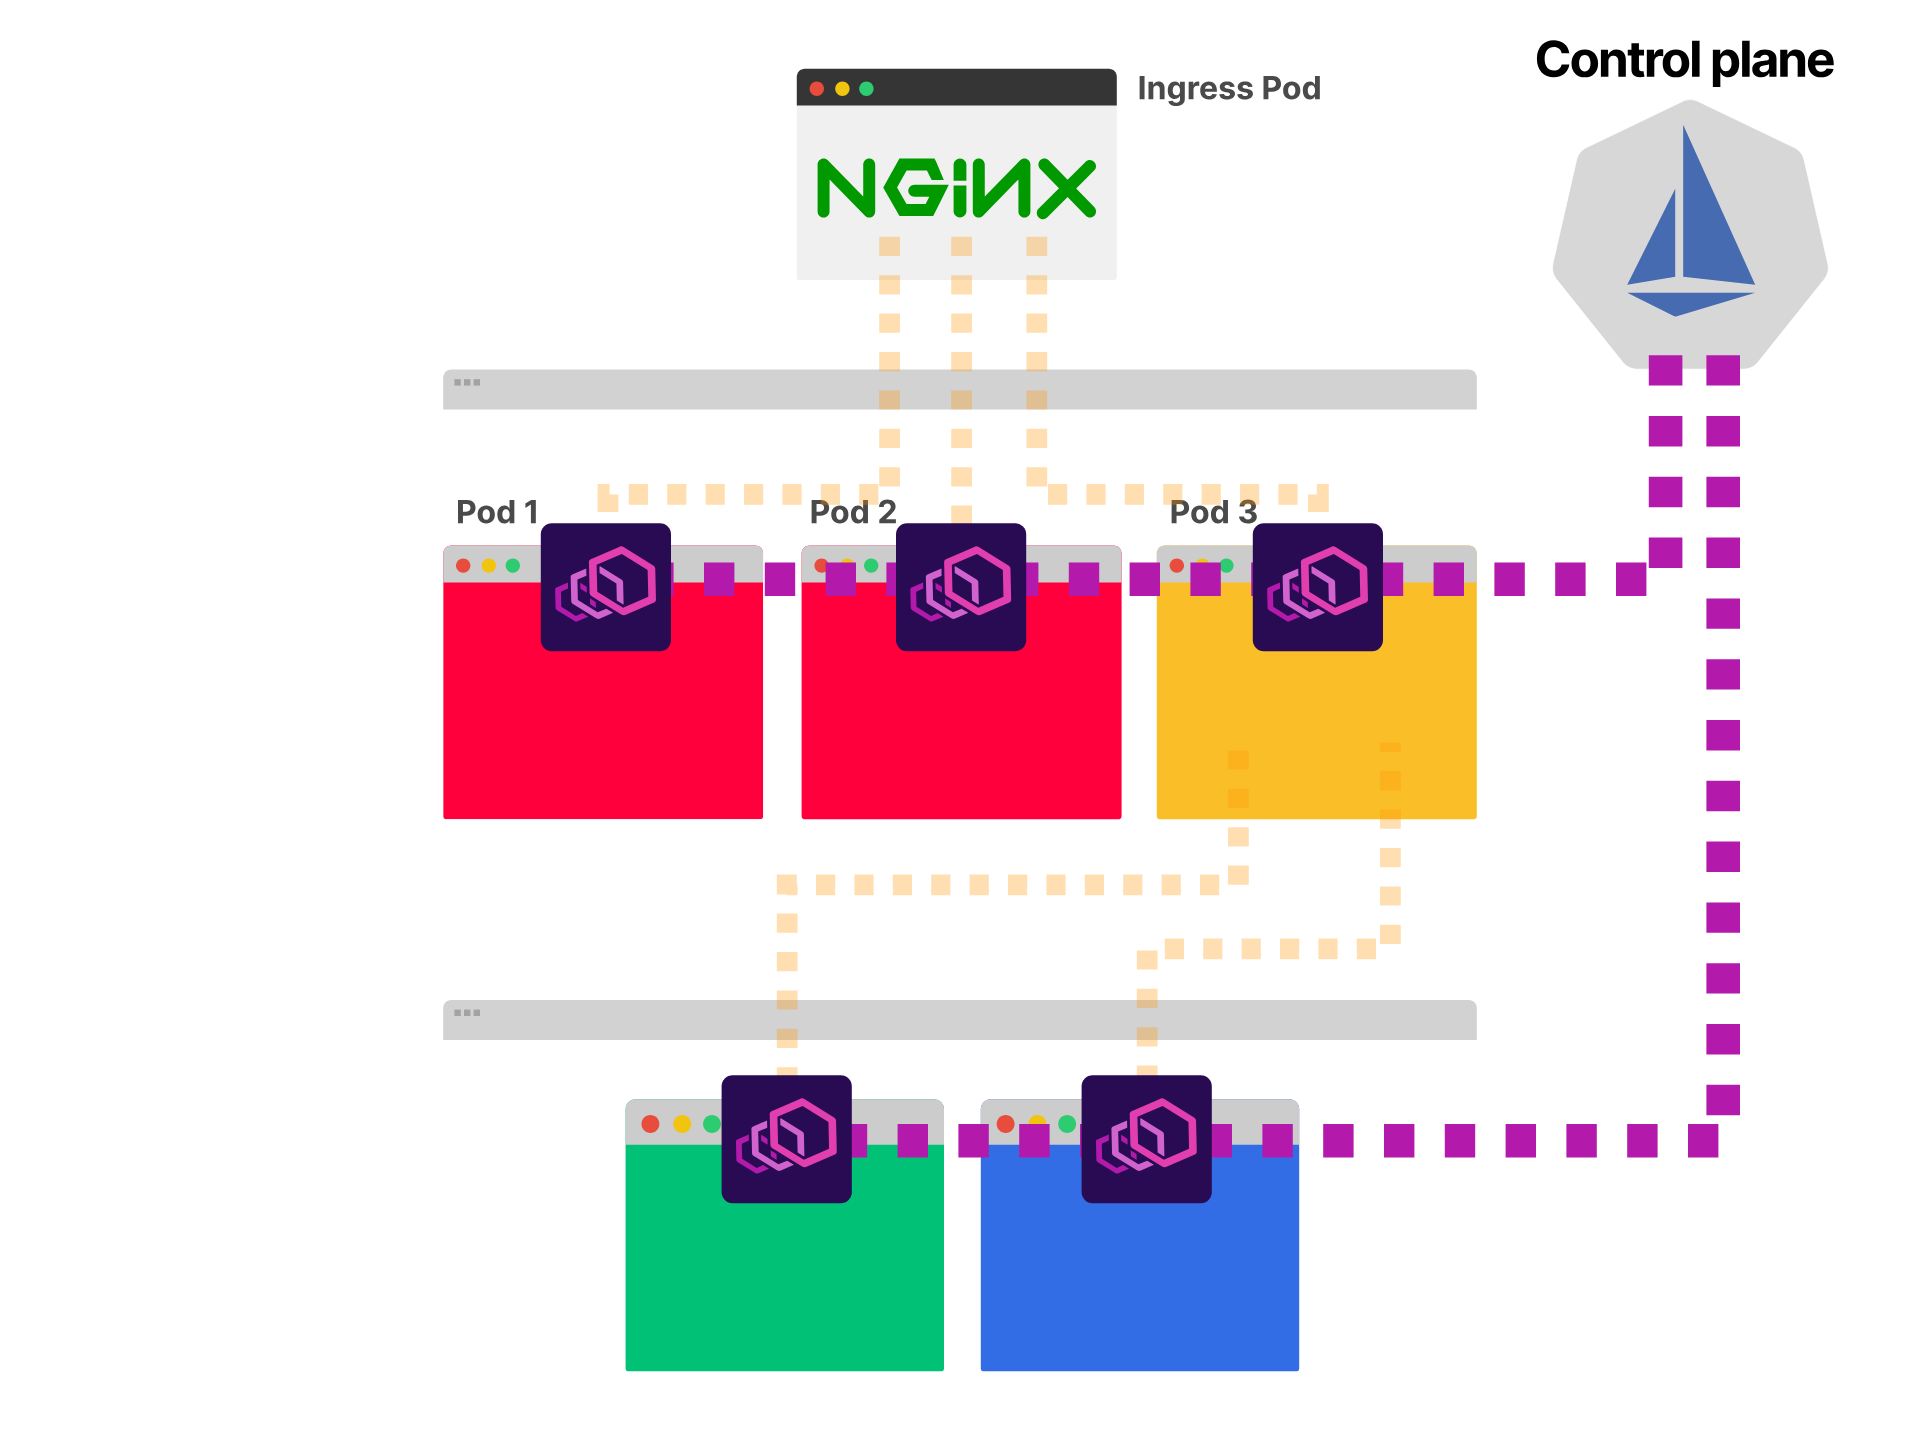 Control plane
Ingress Pod
NGiNX
Pod 1
Pod 2
Pod 3